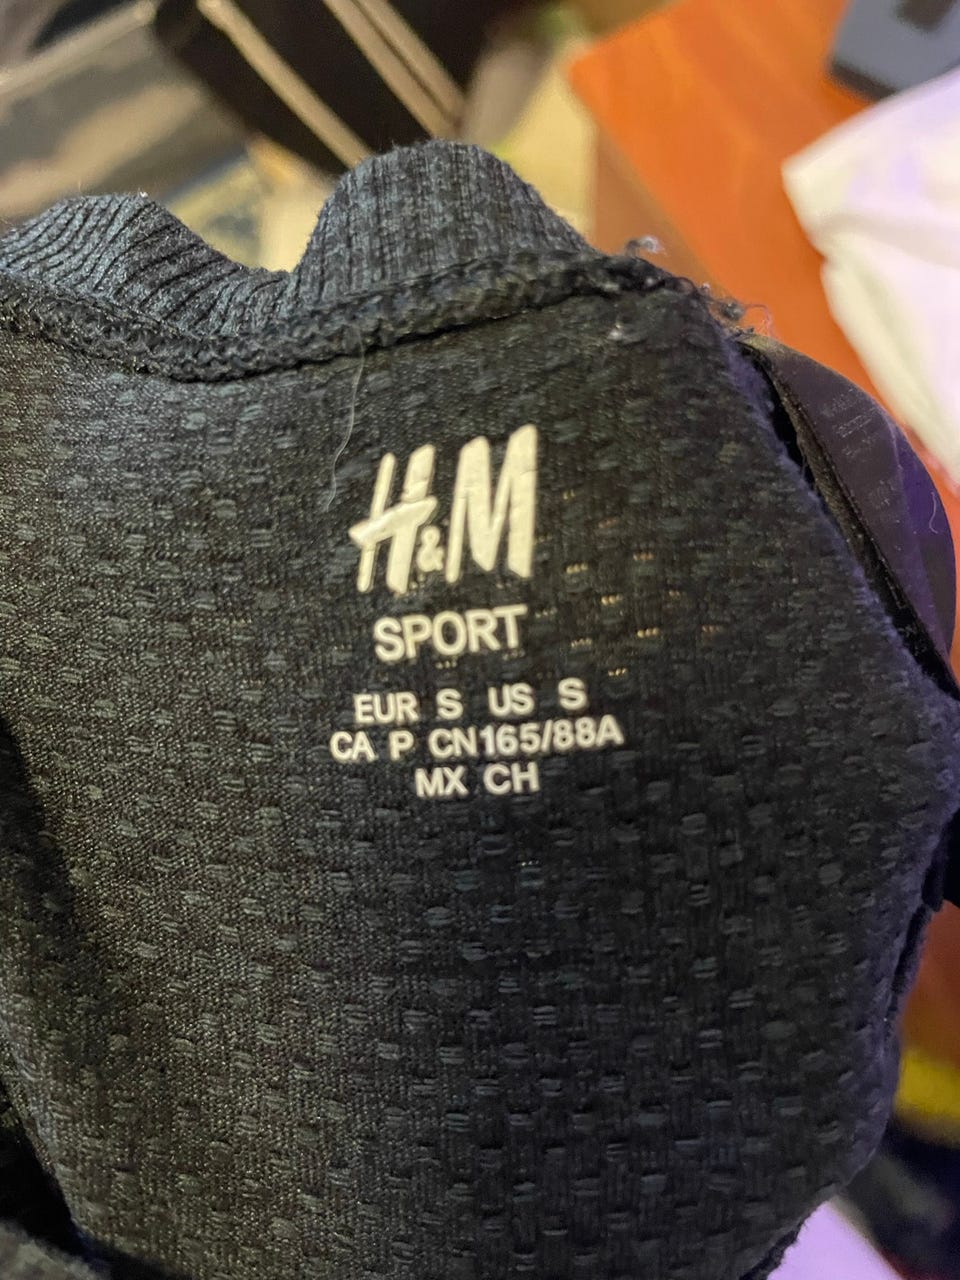 H&M
SPORT
EUR S US S
CA P CN165/88A
MX CH